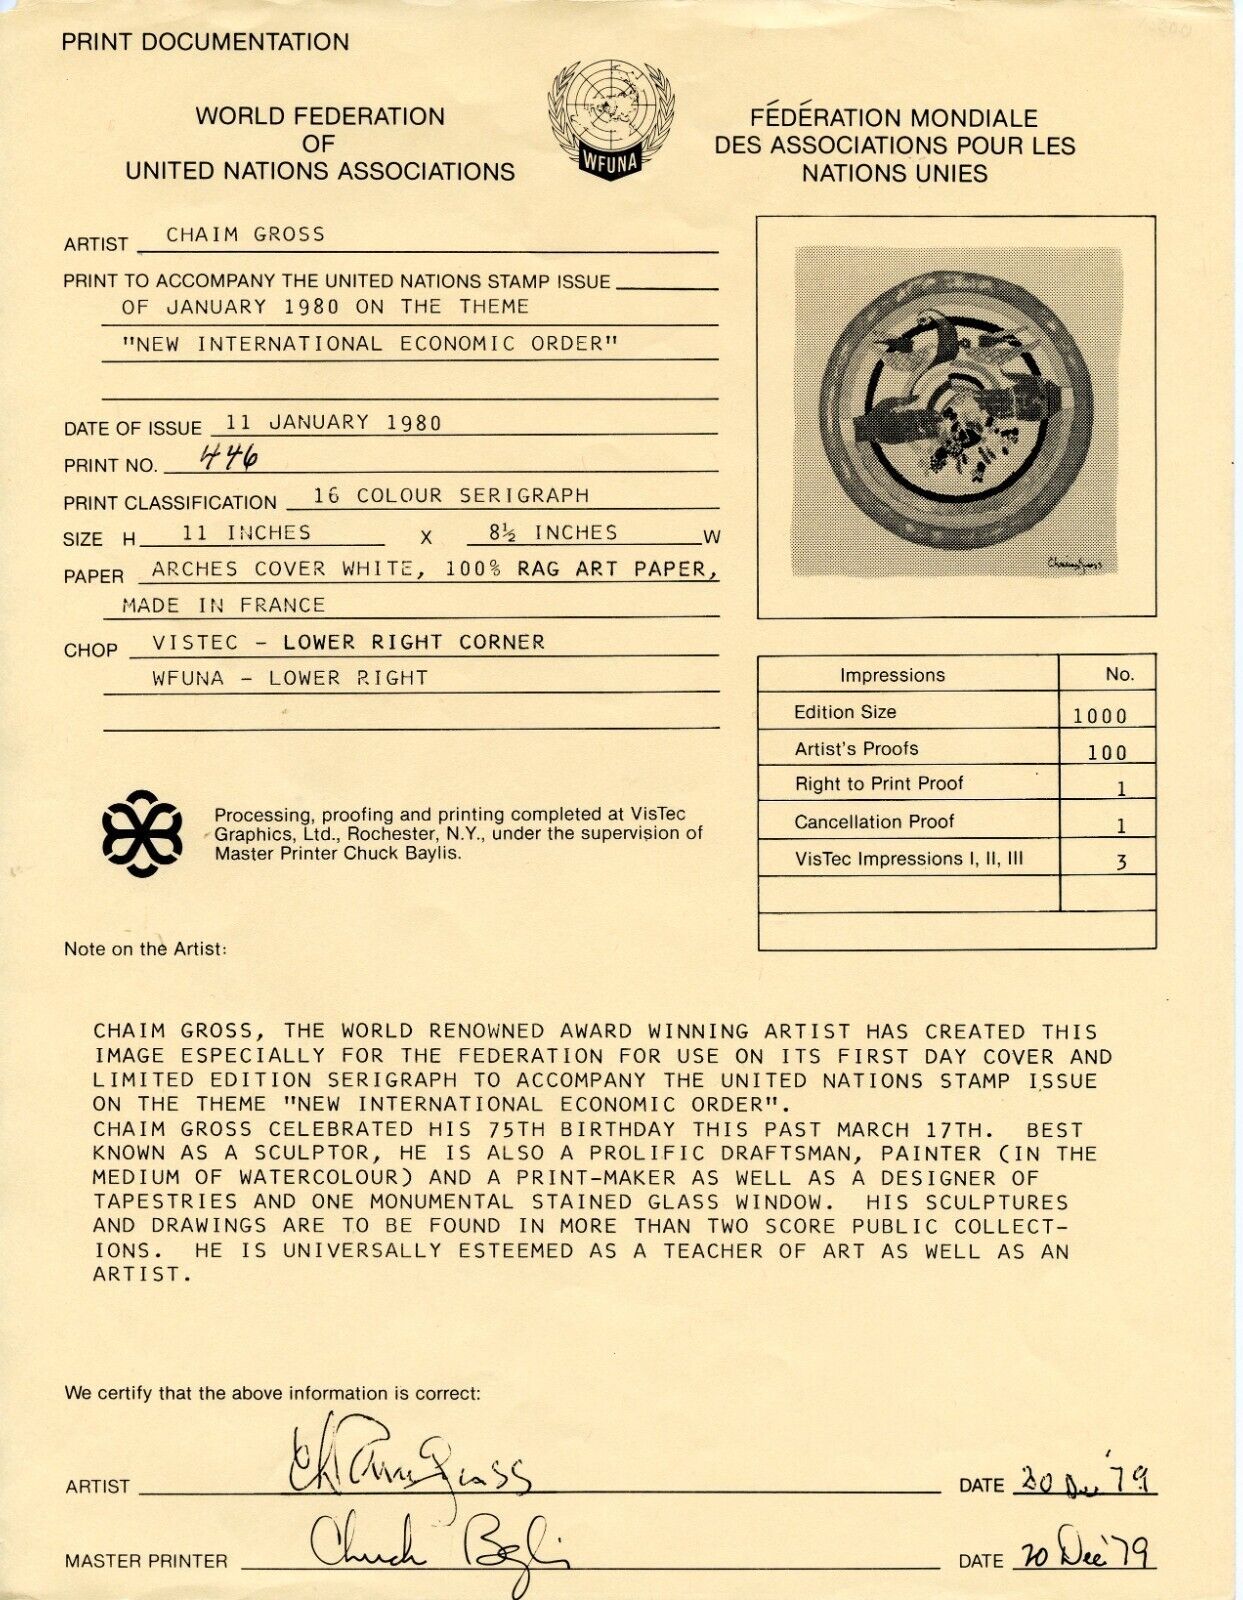 PRINT DOCUMENTATION
WORLD FEDERATION
OF
UNITED NATIONS ASSOCIATIONS
WFUNA
FÉDÉRATION MONDIALE
DES ASSOCIATIONS POUR LES
NATIONS UNIES
ARTIST CHAIM GROSS
PRINT TO ACCOMPANY THE UNITED NATIONS STAMP ISSUE
OF JANUARY 1980 ON THE THEME
"NEW INTERNATIONAL ECONOMIC ORDER"
DATE OF ISSUE 11 JANUARY 1980
PRINT NO. 446
PRINT CLASSIFICATION 16 COLOUR SERIGRAPH
SIZE H 11 INCHES X 8½ INCHES W
PAPER ARCHES COVER WHITE, 100% RAG ART PAPER,
MADE IN FRANCE
CHOP VISTEC - LOWER RIGHT CORNER
WFUNA - LOWER RIGHT
Chaim Gross
Impressions No.
Edition Size 1000
Artist's Proofs 100
Right to Print Proof 1
Cancellation Proof 1
VisTec Impressions I, II, III 3
Processing, proofing and printing completed at VisTec
Graphics, Ltd., Rochester, N.Y., under the supervision of
Master Printer Chuck Baylis.
Note on the Artist:
CHAIM GROSS, THE WORLD RENOWNED AWARD WINNING ARTIST HAS CREATED THIS
IMAGE ESPECIALLY FOR THE FEDERATION FOR USE ON ITS FIRST DAY COVER AND
LIMITED EDITION SERIGRAPH TO ACCOMPANY THE UNITED NATIONS STAMP ISSUE
ON THE THEME "NEW INTERNATIONAL ECONOMIC ORDER".
CHAIM GROSS CELEBRATED HIS 75TH BIRTHDAY THIS PAST MARCH 17TH. BEST
KNOWN AS A SCULPTOR, HE IS ALSO A PROLIFIC DRAFTSMAN, PAINTER (IN THE
MEDIUM OF WATERCOLOUR) AND A PRINT-MAKER AS WELL AS A DESIGNER OF
TAPESTRIES AND ONE MONUMENTAL STAINED GLASS WINDOW. HIS SCULPTURES
AND DRAWINGS ARE TO BE FOUND IN MORE THAN TWO SCORE PUBLIC COLLECT-
IONS. HE IS UNIVERSALLY ESTEEMED AS A TEACHER OF ART AS WELL AS AN
ARTIST.
We certify that the above information is correct:
ARTIST Chaim Gross DATE 20 Dec '79
MASTER PRINTER Chuck Baylis DATE 20 Dec '79